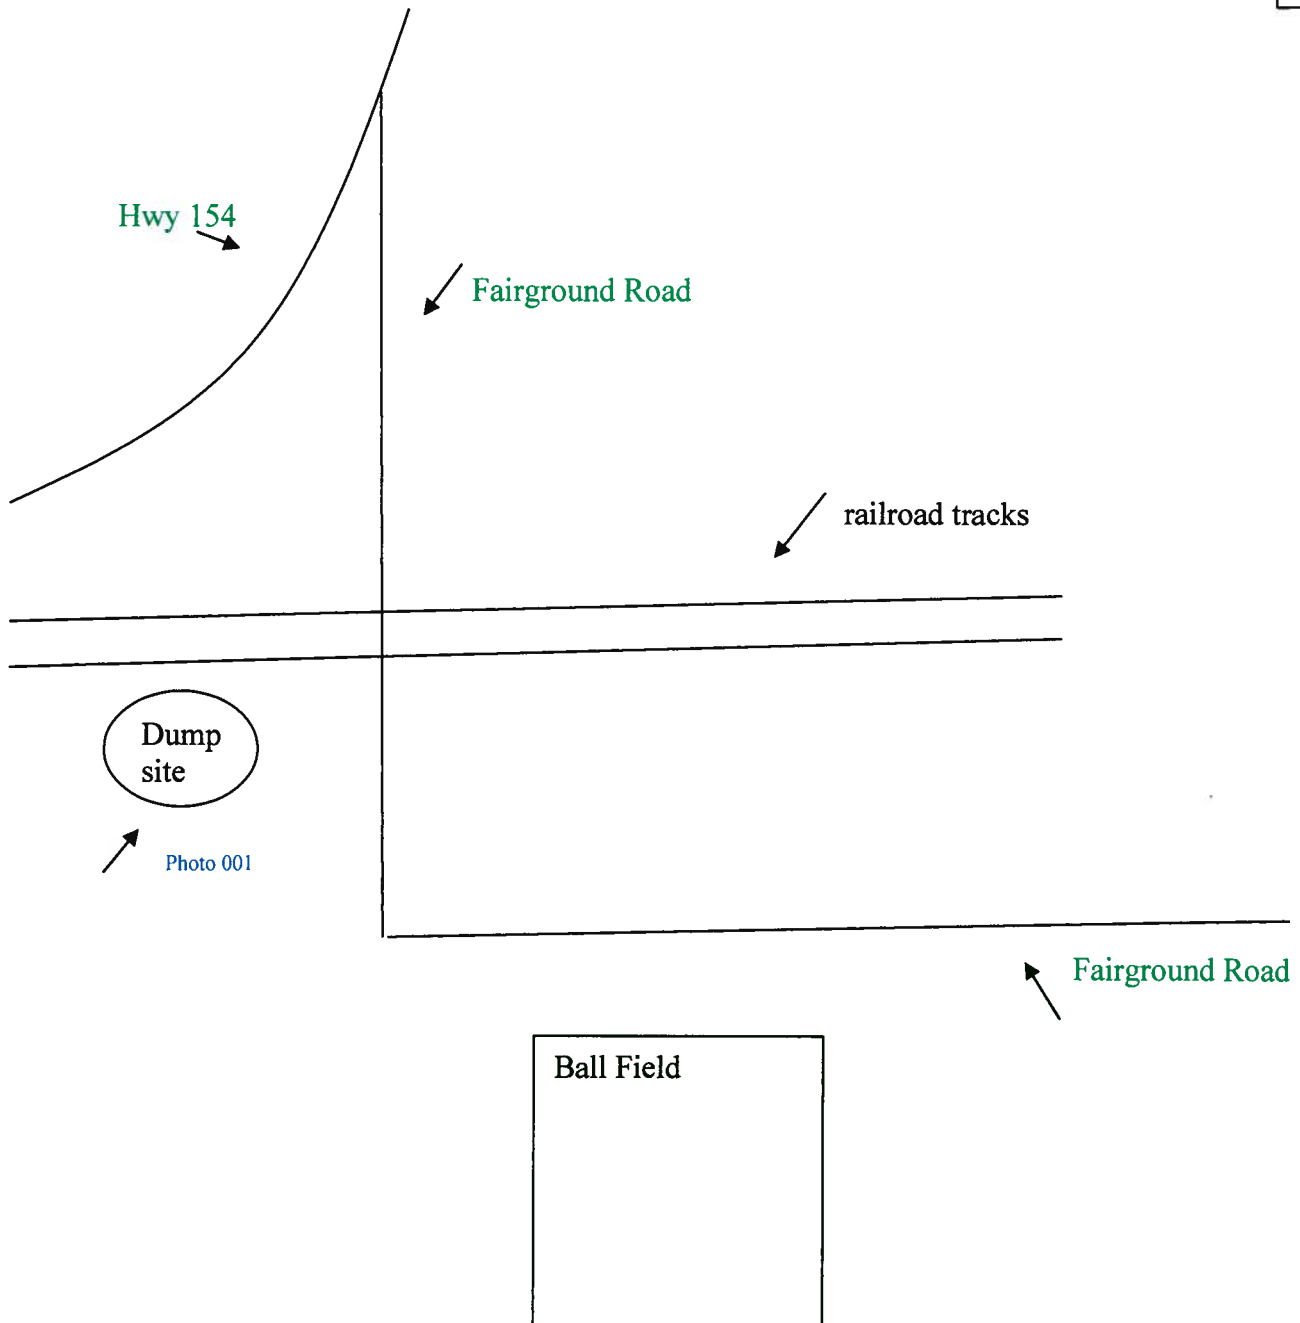 Hwy 154
Fairground Road
railroad tracks
Dump
site
Photo 001
Fairground Road
Ball Field